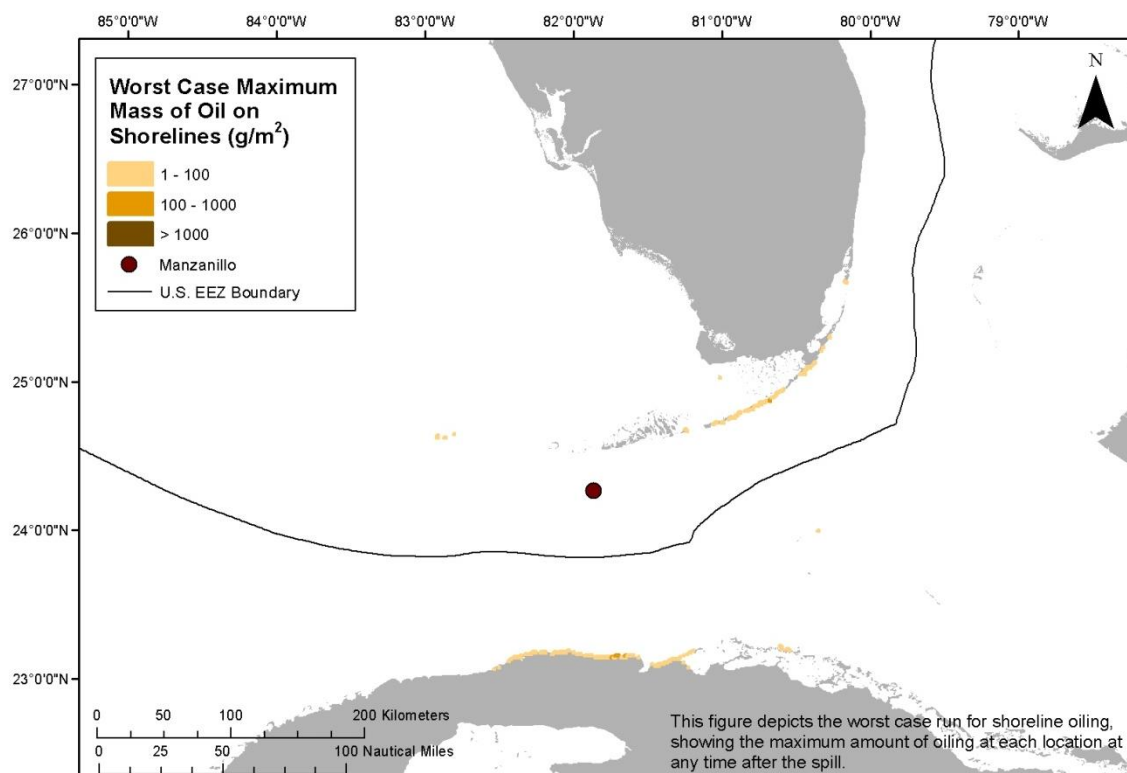 85°0'0"W 84°0'0"W 83°0'0"W 82°0'0"W 81°0'0"W 80°0'0"W 79°0'0"W
27°0'0"N
26°0'0"N
25°0'0"N
24°0'0"N
23°0'0"N
Worst Case Maximum
Mass of Oil on
Shorelines (g/m²)
1 - 100
100 - 1000
> 1000
Manzanillo
U.S. EEZ Boundary
N
0 50 100 200 Kilometers
0 25 50 100 Nautical Miles
This figure depicts the worst case run for shoreline oiling,
showing the maximum amount of oiling at each location at
any time after the spill.